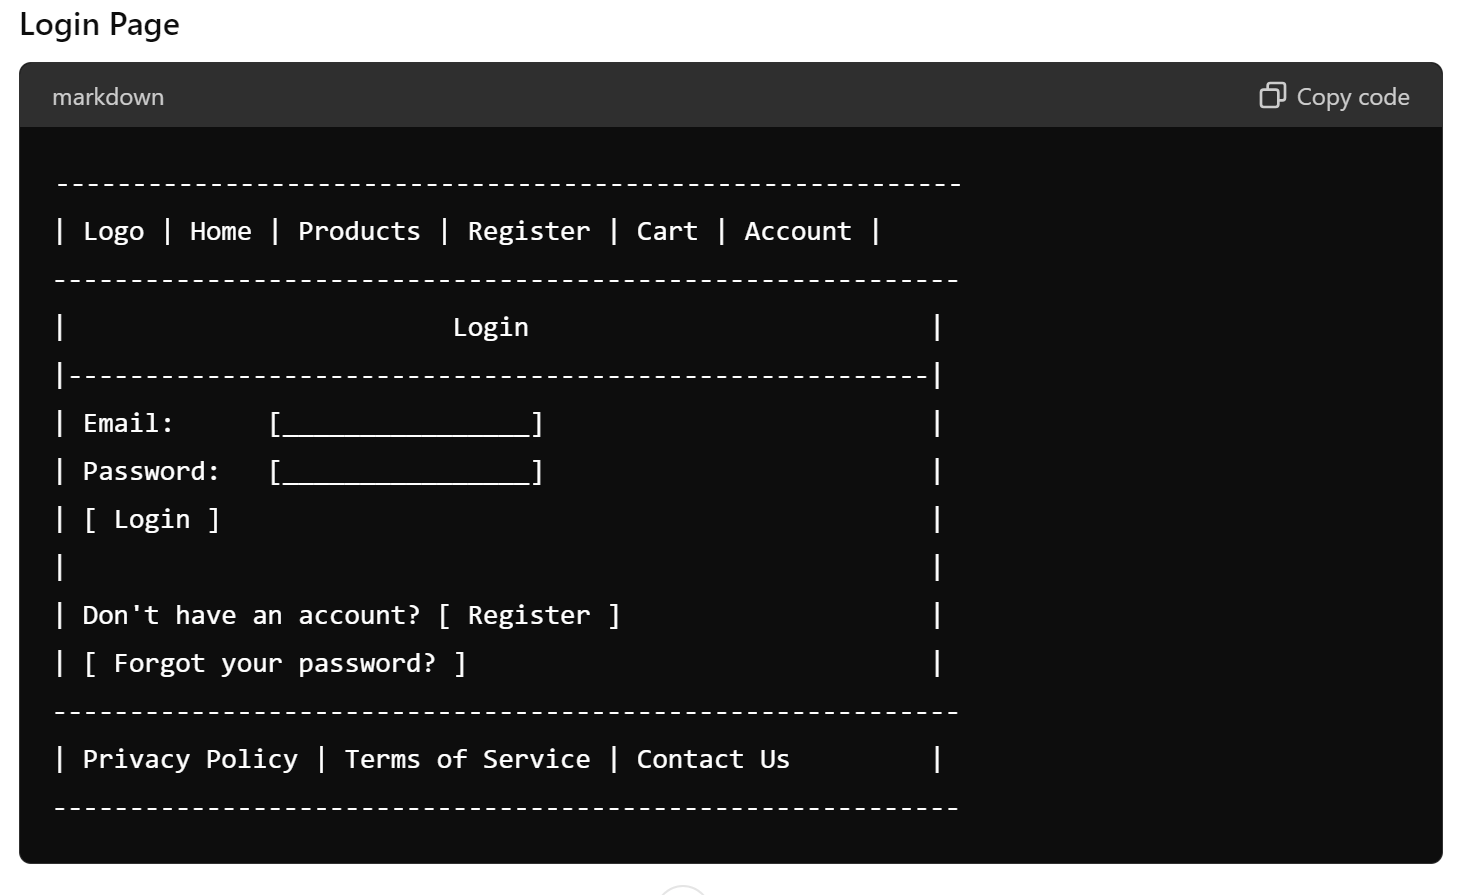 Login Page
markdown
Copy code
-----------------------------------------------------------
| Logo | Home | Products | Register | Cart | Account |
-----------------------------------------------------------
|                         Login                          |
|--------------------------------------------------------|
| Email:      [________________]                         |
| Password:   [________________]                         |
| [ Login ]                                              |
|                                                        |
| Don't have an account? [ Register ]                    |
| [ Forgot your password? ]                              |
-----------------------------------------------------------
| Privacy Policy | Terms of Service | Contact Us         |
-----------------------------------------------------------